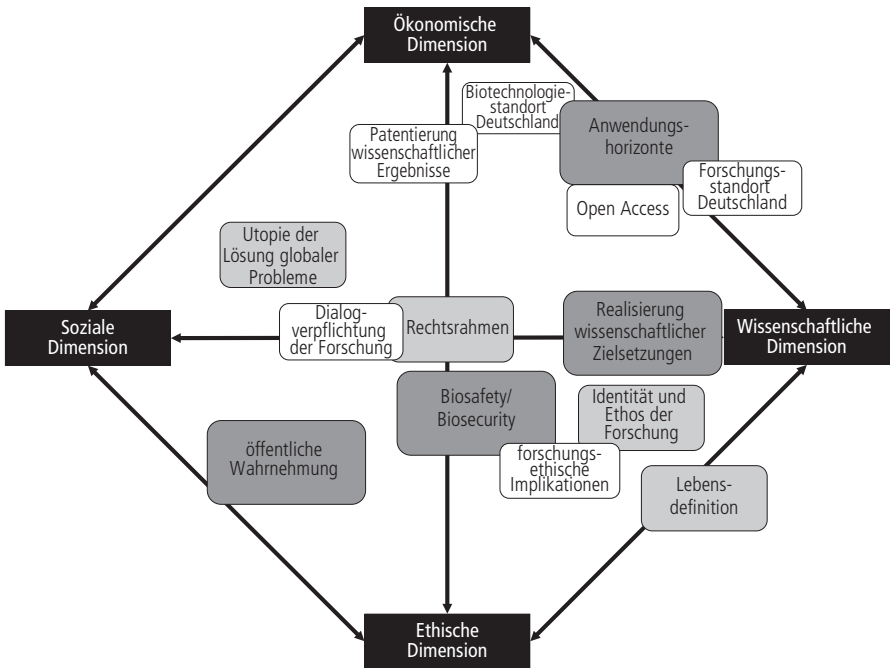 Ökonomische
Dimension
Biotechnologie-
standort
Deutschland
Anwendungs-
horizonte
Patentierung
wissenschaftlicher
Ergebnisse
Forschungs-
standort
Deutschland
Open Access
Utopie der
Lösung globaler
Probleme
Soziale
Dimension
Dialog-
verpflichtung
der Forschung
Rechtsrahmen
Realisierung
wissenschaftlicher
Zielsetzungen
Wissenschaftliche
Dimension
Biosafety/
Biosecurity
Identität und
Ethos der
Forschung
öffentliche
Wahrnehmung
forschungs-
ethische
Implikationen
Lebens-
definition
Ethische
Dimension